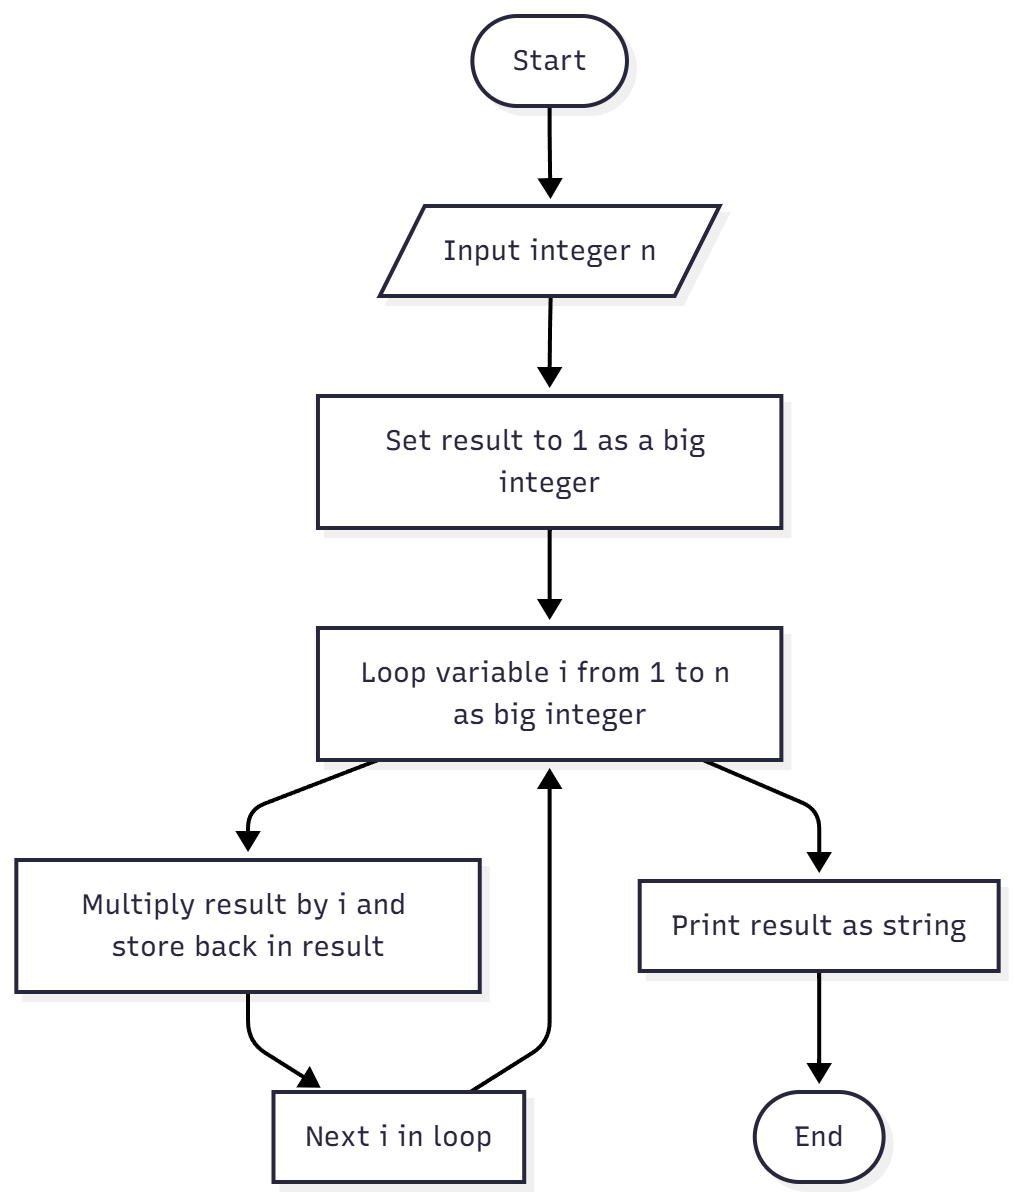 Start
Input integer n
Set result to 1 as a big
integer
Loop variable i from 1 to n
as big integer
Multiply result by i and
store back in result
Print result as string
Next i in loop
End